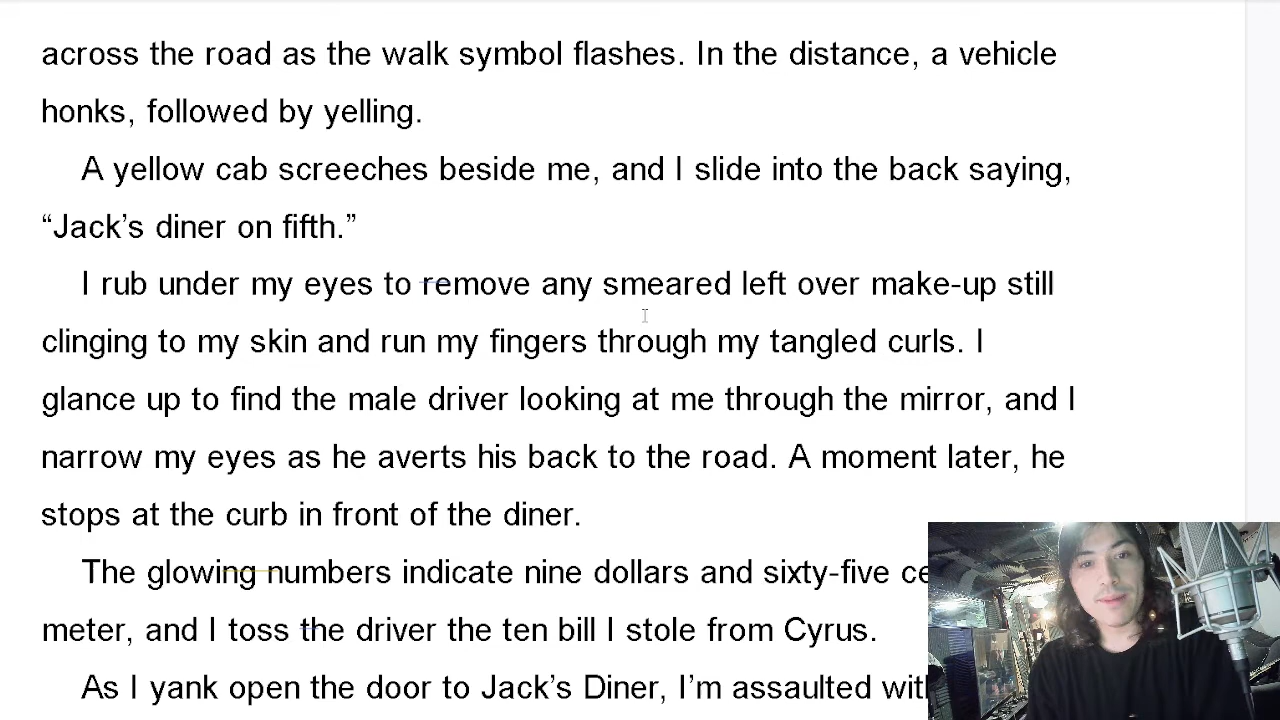 across the road as the walk symbol flashes. In the distance, a vehicle
honks, followed by yelling.
A yellow cab screeches beside me, and I slide into the back saying,
“Jack’s diner on fifth.”
I rub under my eyes to remove any smeared left over make-up still
clinging to my skin and run my fingers through my tangled curls. I
glance up to find the male driver looking at me through the mirror, and I
narrow my eyes as he averts his back to the road. A moment later, he
stops at the curb in front of the diner.
The glowing numbers indicate nine dollars and sixty-five
meter, and I toss the driver the ten bill I stole from Cyrus.
As I yank open the door to Jack’s Diner, I’m assaulted